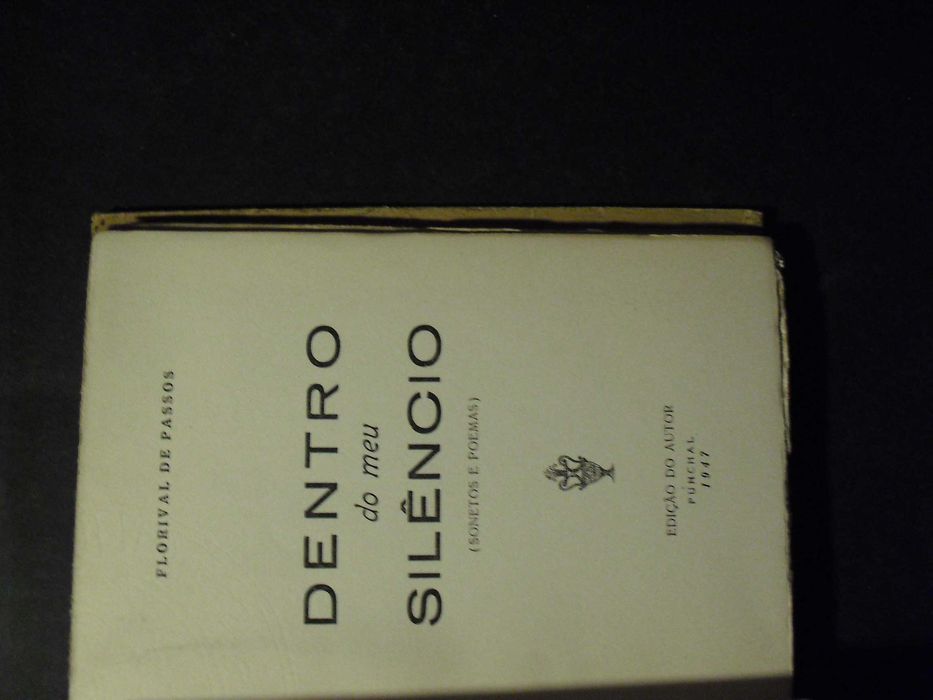 FLORIVAL DE PASSOS
DENTRO
do meu
SILÊNCIO
(SONETOS E POEMAS)
EDIÇÃO DO AUTOR
FUNCHAL
1947